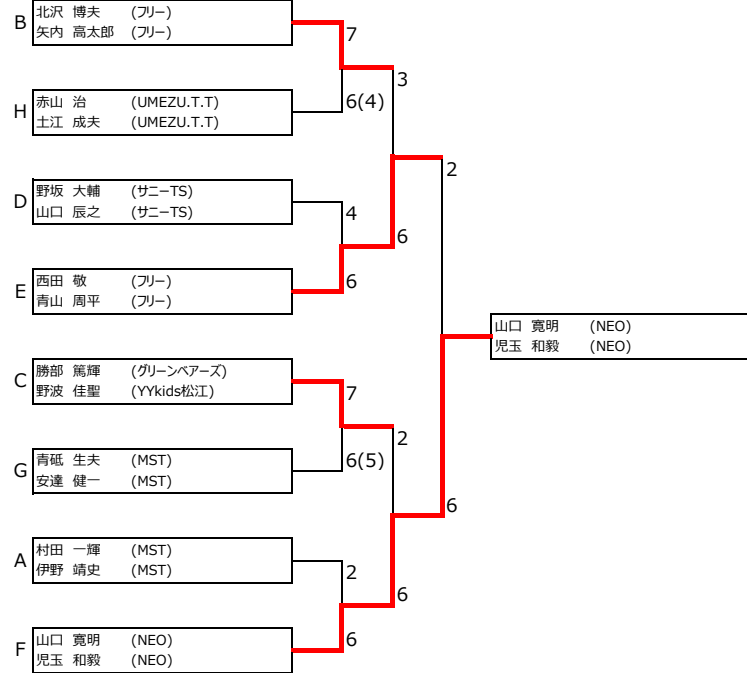 B
北沢 博夫 (フリー)
矢内 高太郎 (フリー)
7
3
H
赤山 治 (UMEZU.T.T)
土江 成夫 (UMEZU.T.T)
6(4)
2
D
野坂 大輔 (サニーTS)
山口 辰之 (サニーTS)
4
6
E
西田 敬 (フリー)
青山 周平 (フリー)
6
山口 寛明 (NEO)
児玉 和毅 (NEO)
C
勝部 篤輝 (グリーンベアーズ)
野波 佳聖 (YYkids松江)
7
2
G
青砥 生夫 (MST)
安達 健一 (MST)
6(5)
6
A
村田 一輝 (MST)
伊野 靖史 (MST)
2
6
F
山口 寛明 (NEO)
児玉 和毅 (NEO)
6